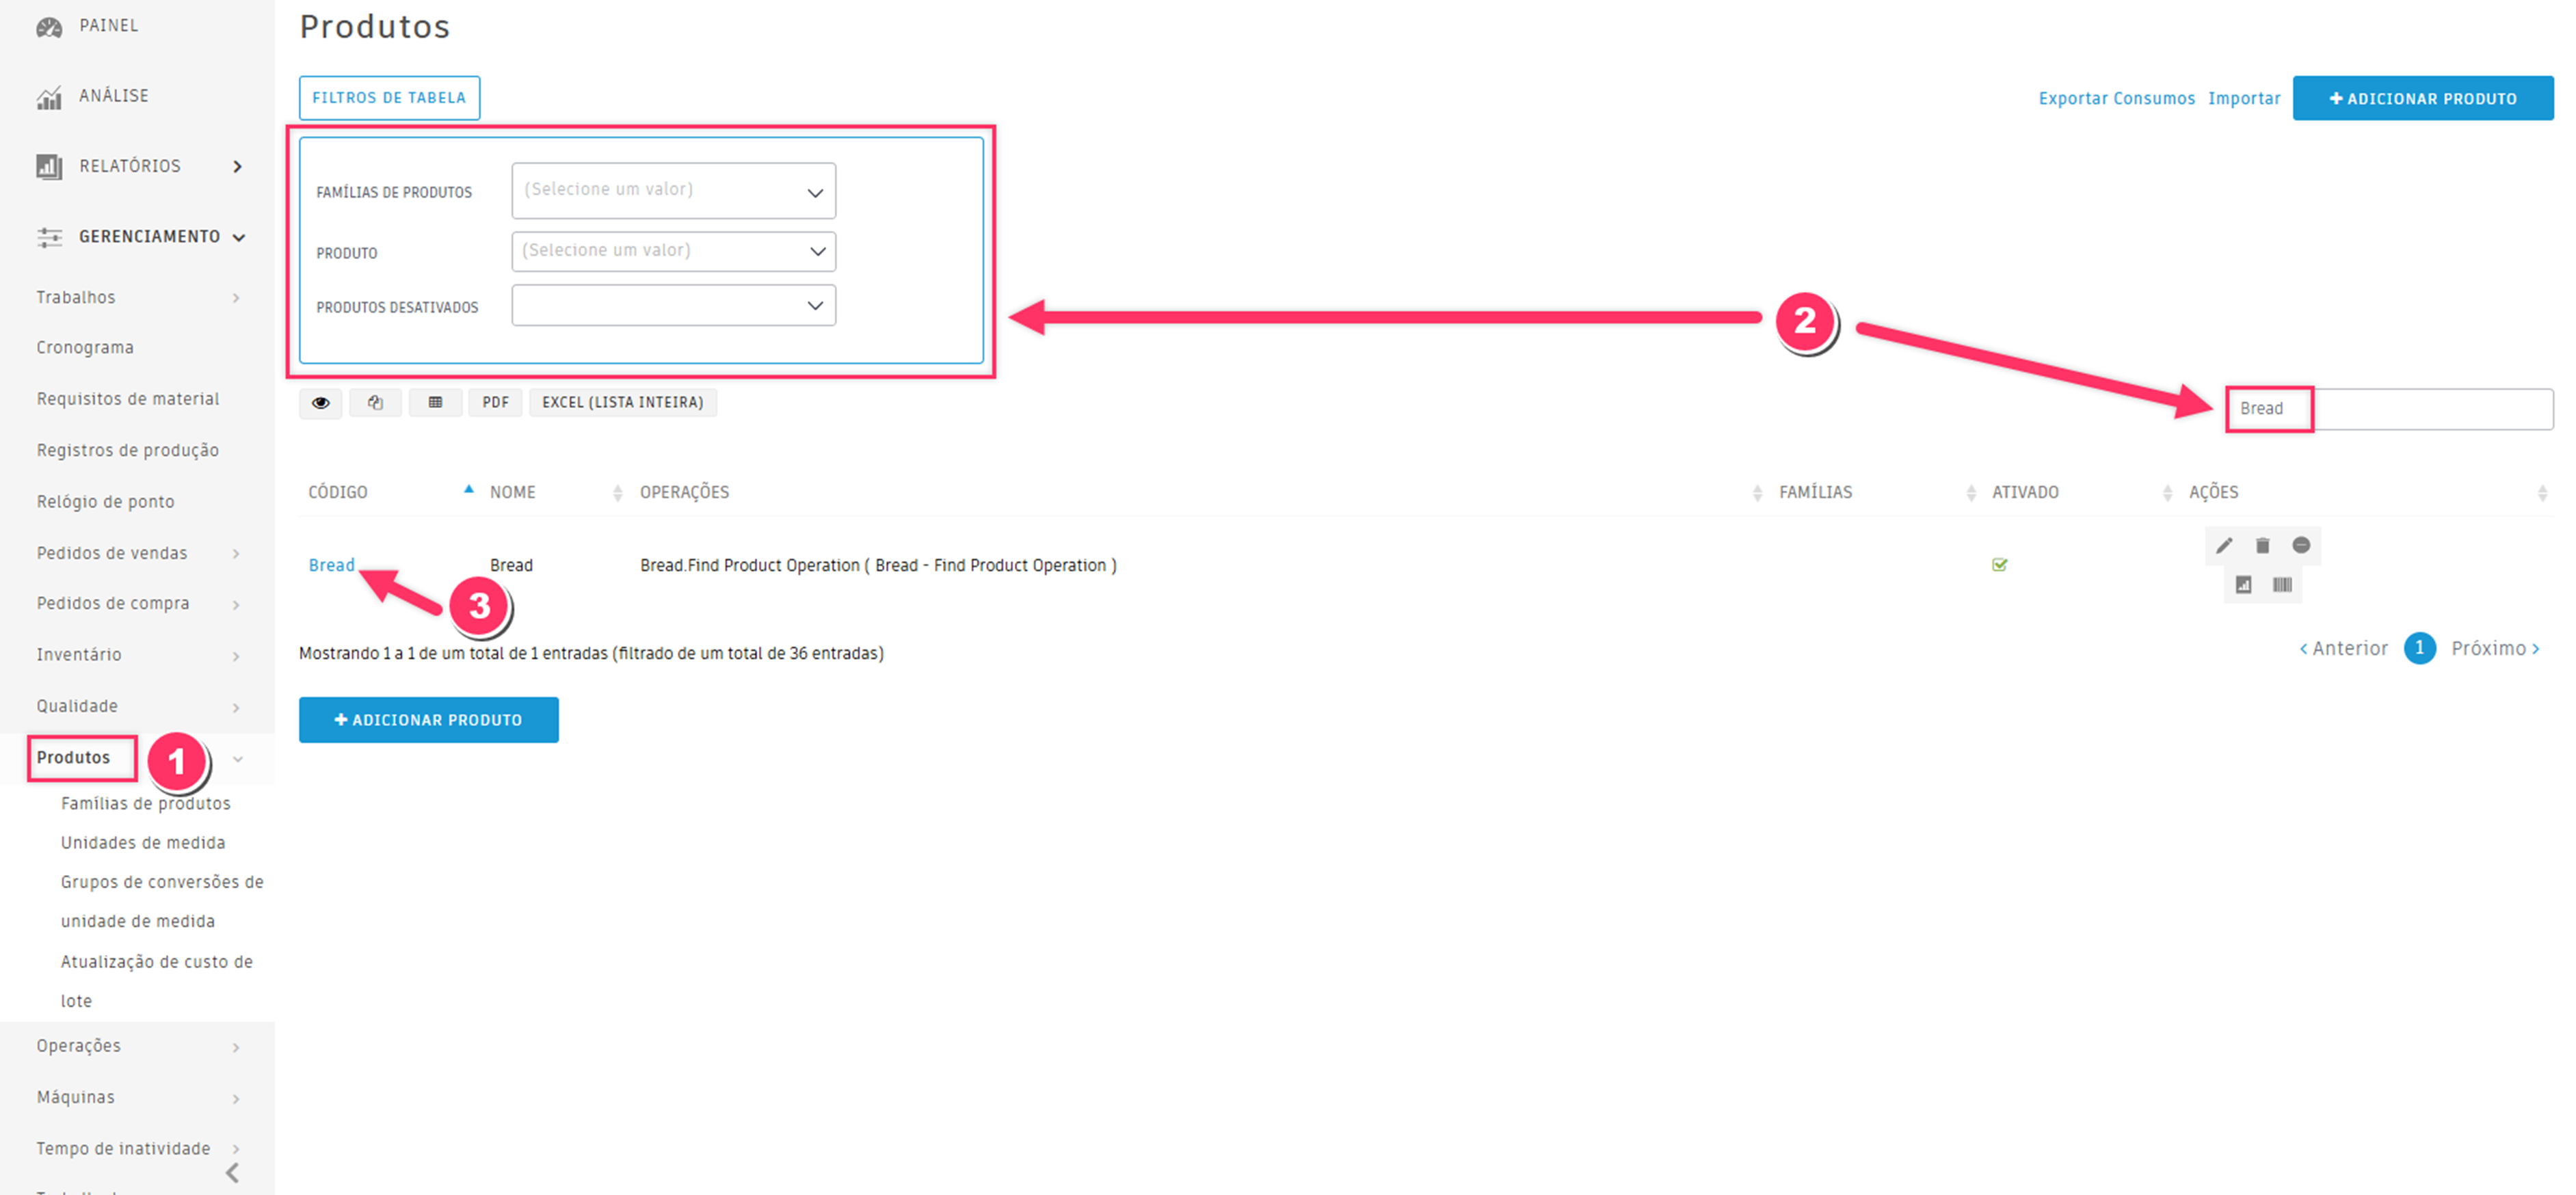 PAINEL
ANÁLISE
RELATÓRIOS
GERENCIAMENTO
Trabalhos
Cronograma
Requisitos de material
Registros de produção
Relógio de ponto
Pedidos de vendas
Pedidos de compra
Inventário
Qualidade
Produtos
1
Famílias de produtos
Unidades de medida
Grupos de conversões de
unidade de medida
Atualização de custo de
lote
Operações
Máquinas
Tempo de inatividade
Produtos
FILTROS DE TABELA
Exportar Consumos Importar + ADICIONAR PRODUTO
FAMÍLIAS DE PRODUTOS (Selecione um valor)
PRODUTO (Selecione um valor)
PRODUTOS DESATIVADOS
2
PDF EXCEL (LISTA INTEIRA)
Bread
CÓDIGO NOME OPERAÇÕES FAMÍLIAS ATIVADO AÇÕES
Bread Bread Bread.Find Product Operation ( Bread - Find Product Operation )
3
Mostrando 1 a 1 de um total de 1 entradas (filtrado de um total de 36 entradas)
Anterior 1 Próximo
+ ADICIONAR PRODUTO